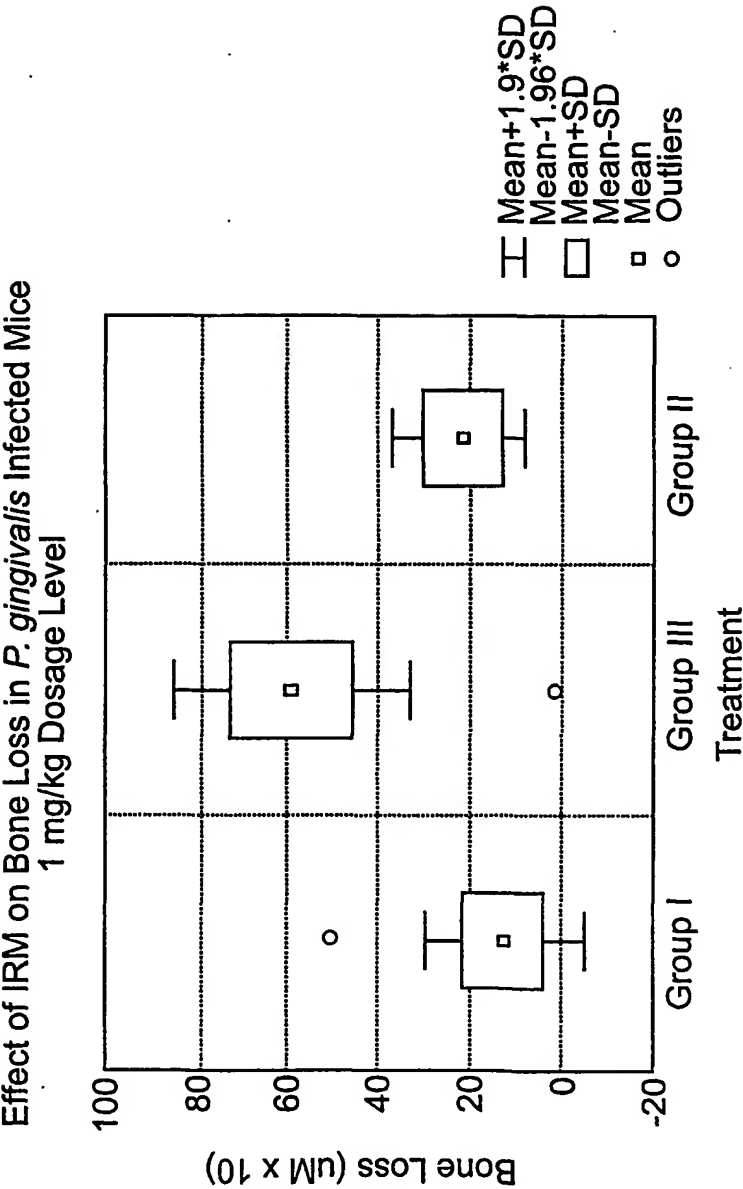 Effect of IRM on Bone Loss in P. gingivalis Infected Mice
1 mg/kg Dosage Level
100
80
60
40
20
0
-20
Bone Loss (uM x 10)
Group I
Group III
Group II
Treatment
Mean+1.9*SD
Mean-1.96*SD
Mean+SD
Mean-SD
Mean
Outliers